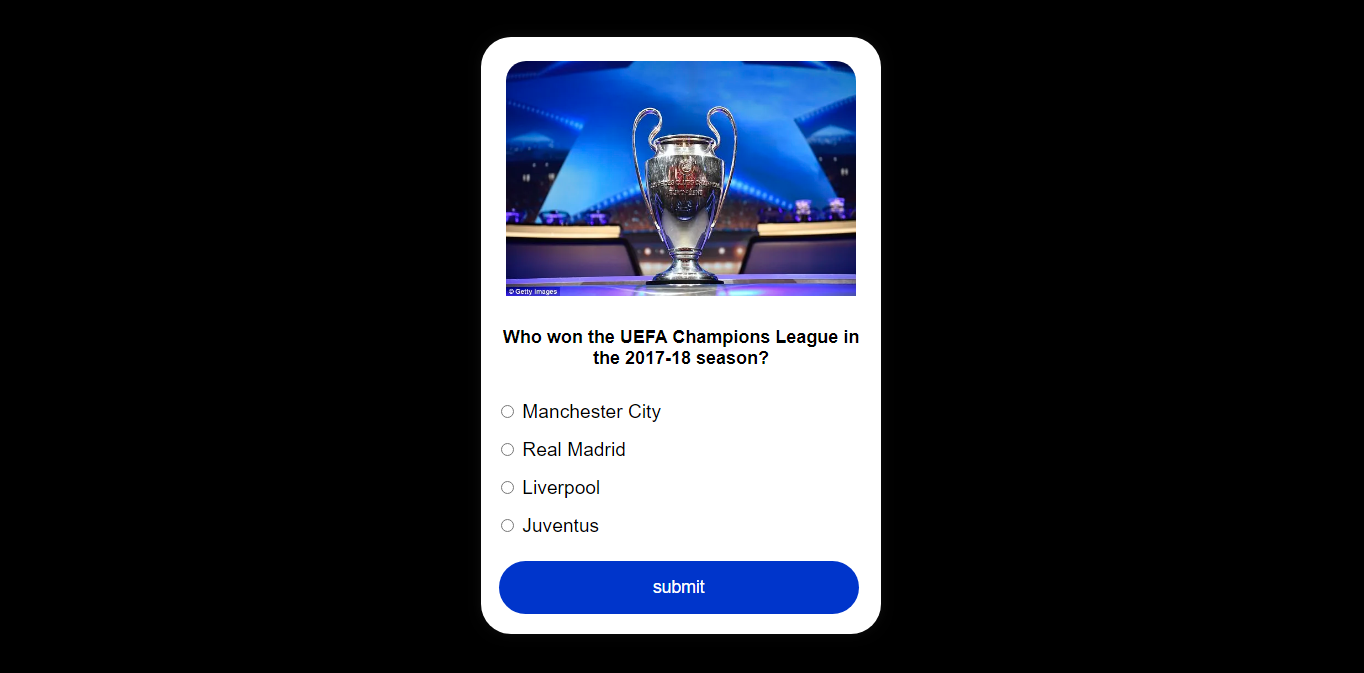 © Getty Images
Who won the UEFA Champions League in
the 2017-18 season?
Manchester City
Real Madrid
Liverpool
Juventus
submit